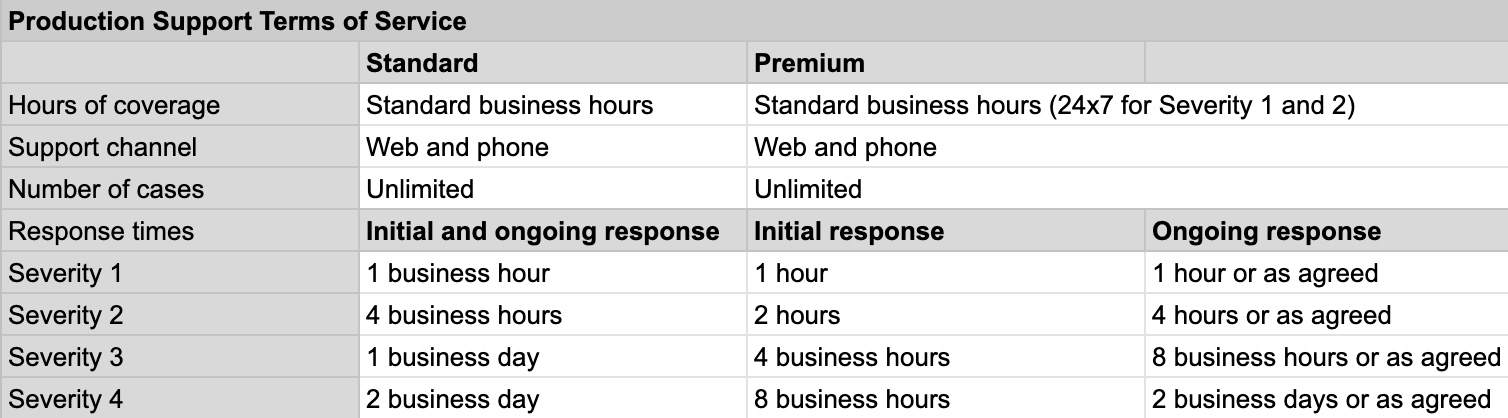 Production Support Terms of Service
Standard Premium
Hours of coverage Standard business hours Standard business hours (24x7 for Severity 1 and 2)
Support channel Web and phone Web and phone
Number of cases Unlimited Unlimited
Response times Initial and ongoing response Initial response Ongoing response
Severity 1 1 business hour 1 hour 1 hour or as agreed
Severity 2 4 business hours 2 hours 4 hours or as agreed
Severity 3 1 business day 4 business hours 8 business hours or as agreed
Severity 4 2 business day 8 business hours 2 business days or as agreed